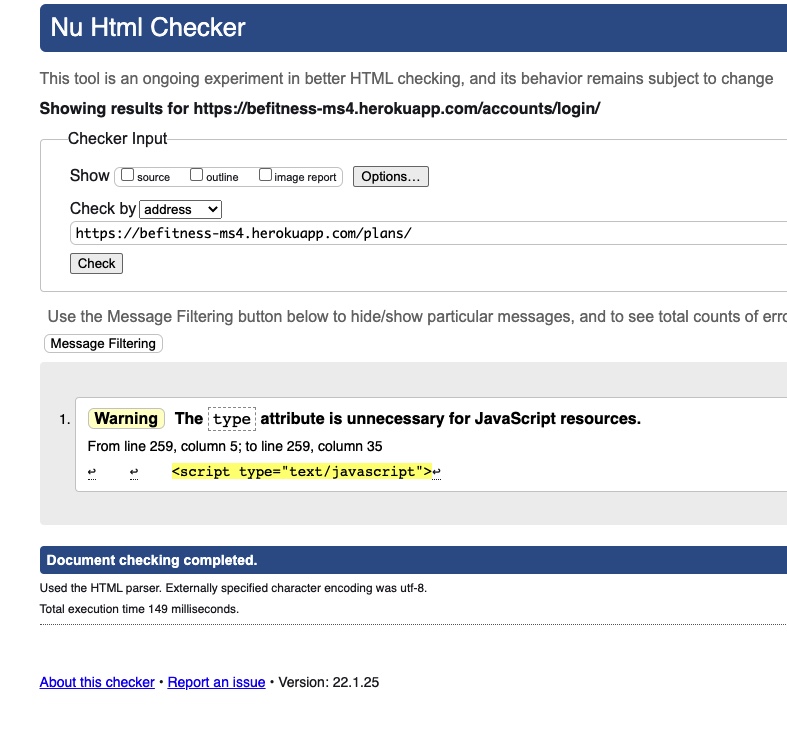 Nu Html Checker
This tool is an ongoing experiment in better HTML checking, and its behavior remains subject to change
Showing results for https://befitness-ms4.herokuapp.com/accounts/login/
Checker Input
Show source outline image report Options...
Check by address
https://befitness-ms4.herokuapp.com/plans/
Check
Use the Message Filtering button below to hide/show particular messages, and to see total counts of erro
Message Filtering
1. Warning The type attribute is unnecessary for JavaScript resources.
From line 259, column 5; to line 259, column 35
↩ ↩ <script type="text/javascript">↩
Document checking completed.
Used the HTML parser. Externally specified character encoding was utf-8.
Total execution time 149 milliseconds.
About this checker • Report an issue • Version: 22.1.25